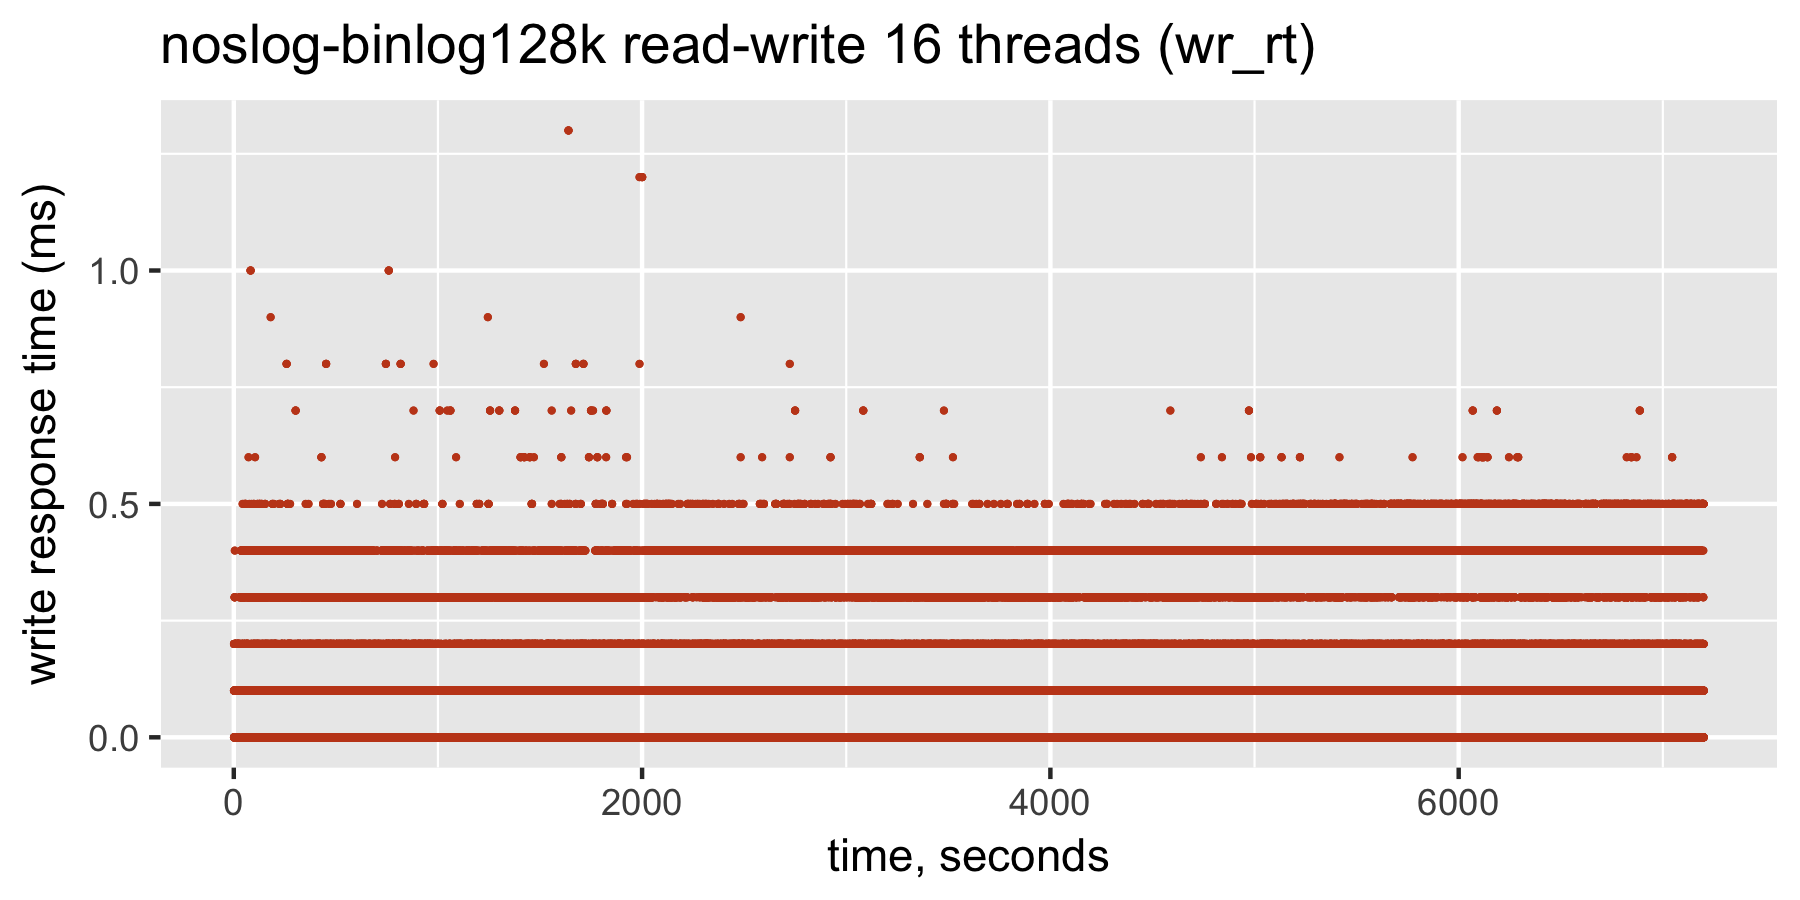 noslog-binlog128k read-write 16 threads (wr_rt)
write response time (ms)
1.0
0.5
0.0
0 2000 4000 6000
time, seconds